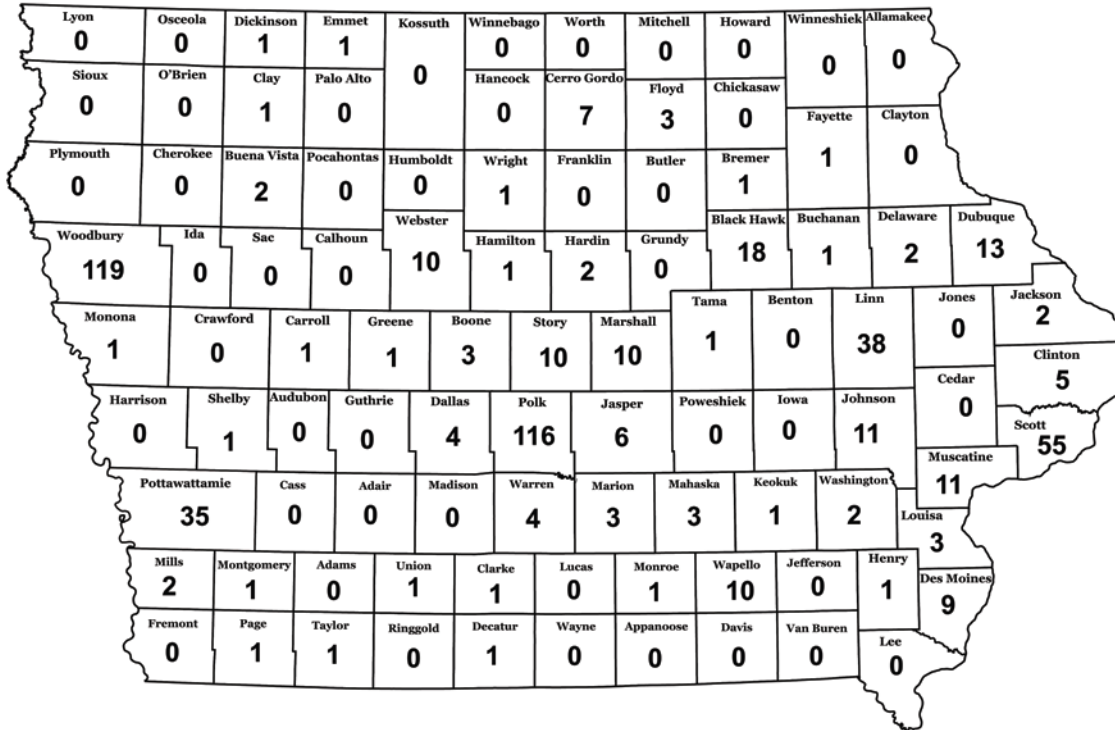 Lyon
0
Osceola
0
Dickinson
1
Emmet
1
Kossuth
0
Winnebago
0
Worth
0
Mitchell
0
Howard
0
Winneshiek
0
Allamakee
0
Sioux
0
O'Brien
0
Clay
1
Palo Alto
0
Hancock
0
Cerro Gordo
7
Floyd
3
Chickasaw
0
Fayette
1
Clayton
0
Plymouth
0
Cherokee
0
Buena Vista
2
Pocahontas
0
Humboldt
0
Wright
1
Franklin
0
Butler
0
Bremer
1
Woodbury
119
Ida
0
Sac
0
Calhoun
0
Webster
10
Hamilton
1
Hardin
2
Grundy
0
Black Hawk
18
Buchanan
1
Delaware
2
Dubuque
13
Monona
1
Crawford
0
Carroll
1
Greene
1
Boone
3
Story
10
Marshall
10
Tama
1
Benton
0
Linn
38
Jones
0
Jackson
2
Clinton
5
Harrison
0
Shelby
1
Audubon
0
Guthrie
0
Dallas
4
Polk
116
Jasper
6
Poweshiek
0
Iowa
0
Johnson
11
Cedar
0
Scott
55
Muscatine
11
Pottawattamie
35
Cass
0
Adair
0
Madison
0
Warren
4
Marion
3
Mahaska
3
Keokuk
1
Washington
2
Louisa
3
Mills
2
Montgomery
1
Adams
0
Union
1
Clarke
1
Lucas
0
Monroe
1
Wapello
10
Jefferson
0
Henry
1
Des Moines
9
Fremont
0
Page
1
Taylor
1
Ringgold
0
Decatur
1
Wayne
0
Appanoose
0
Davis
0
Van Buren
0
Lee
0